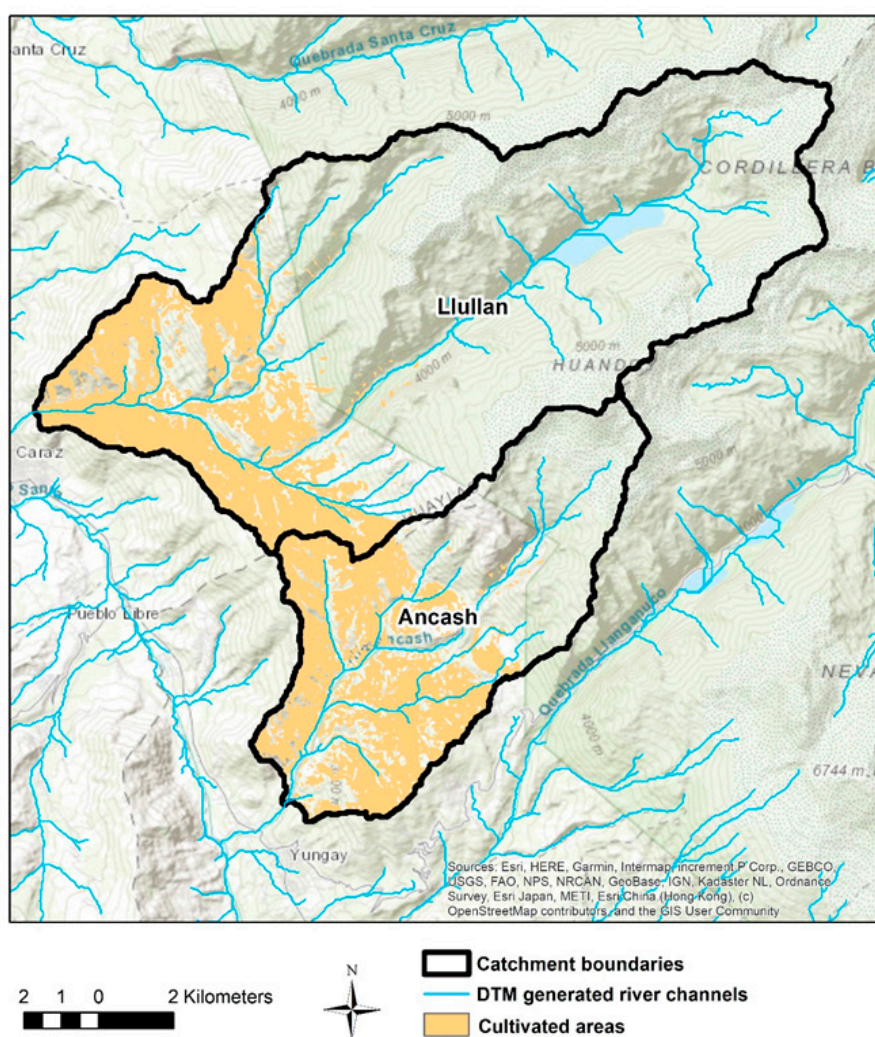 anta Cruz
Quebrada Santa Cruz
4000 m
5000 m
CORDILLERA B
Llullan
5000 m
HUANDO
4000 m
Caraz
Santa
HUAYLA
5000 m
Pueblo Libre
Ancash
ncash
Quebrada Llanganuco
NEVA
4000 m
6744 m
Yungay
Sources: Esri, HERE, Garmin, Intermap, increment P Corp., GEBCO,
USGS, FAO, NPS, NRCAN, GeoBase, IGN, Kadaster NL, Ordnance
Survey, Esri Japan, METI, Esri China (Hong Kong), (c)
OpenStreetMap contributors, and the GIS User Community
Catchment boundaries
N
2 1 0 2 Kilometers
DTM generated river channels
Cultivated areas